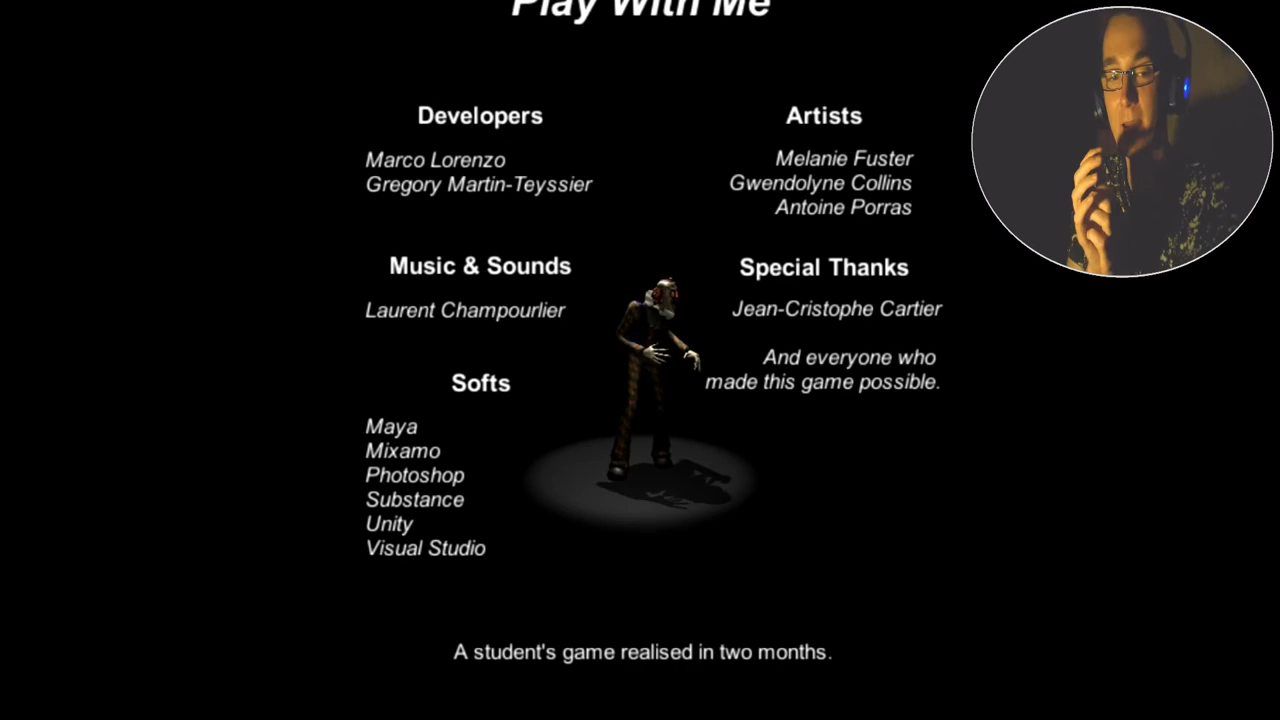 Play With Me
Developers
Marco Lorenzo
Gregory Martin-Teyssier
Artists
Melanie Fuster
Gwendolyne Collins
Antoine Porras
Music & Sounds
Laurent Champourlier
Special Thanks
Jean-Cristophe Cartier
And everyone who
made this game possible.
Softs
Maya
Mixamo
Photoshop
Substance
Unity
Visual Studio
A student's game realised in two months.